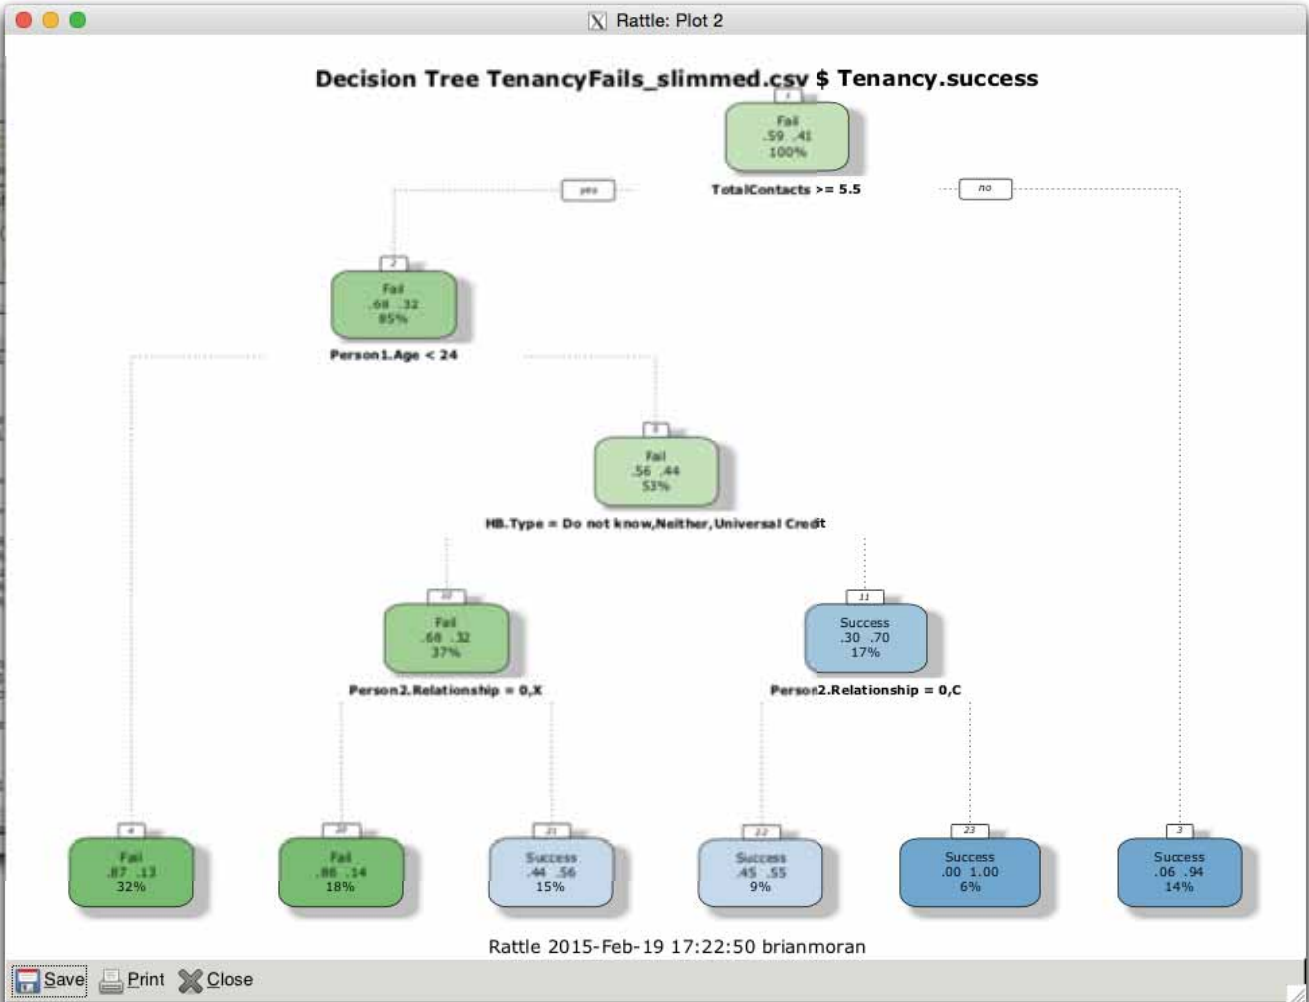 Rattle: Plot 2
Decision Tree TenancyFails_slimmed.csv $ Tenancy.success
1
Fail
.59 .41
100%
yes
TotalContacts >= 5.5
no
2
Fail
.68 .32
85%
Person1.Age < 24
5
Fail
.56 .44
53%
HB.Type = Do not know,Neither,Universal Credit
10
Fail
.68 .32
37%
11
Success
.30 .70
17%
Person2.Relationship = 0,X
Person2.Relationship = 0,C
4
Fail
.87 .13
32%
20
Fail
.86 .14
18%
21
Success
.44 .56
15%
22
Success
.45 .55
9%
23
Success
.00 1.00
6%
3
Success
.06 .94
14%
Rattle 2015-Feb-19 17:22:50 brianmoran
Save Print Close